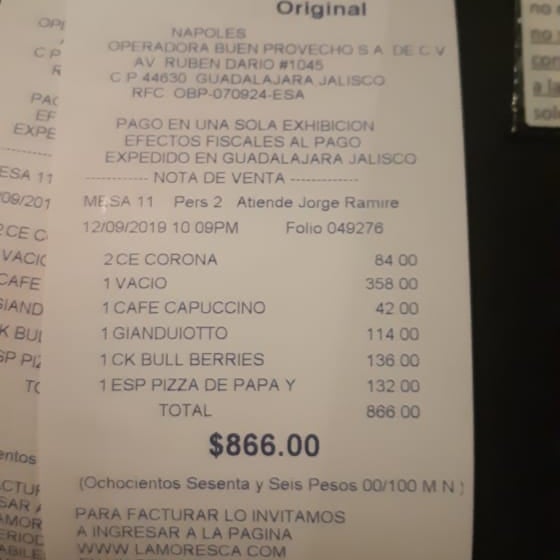 Original
NAPOLES
OPERADORA BUEN PROVECHO S A DE C V
AV RUBEN DARIO #1045
C P 44630 GUADALAJARA JALISCO
RFC OBP-070924-ESA
PAGO EN UNA SOLA EXHIBICION
EFECTOS FISCALES AL PAGO
EXPEDIDO EN GUADALAJARA JALISCO
------------ NOTA DE VENTA ------------
MESA 11 Pers 2 Atiende Jorge Ramire
12/09/2019 10 09PM Folio 049276
2 CE CORONA 84 00
1 VACIO 358 00
1 CAFE CAPUCCINO 42 00
1 GIANDUIOTTO 114 00
1 CK BULL BERRIES 136 00
1 ESP PIZZA DE PAPA Y 132 00
TOTAL 866 00
$866.00
(Ochocientos Sesenta y Seis Pesos 00/100 M N )
PARA FACTURAR LO INVITAMOS
A INGRESAR A LA PAGINA
WWW LAMORESCA COM